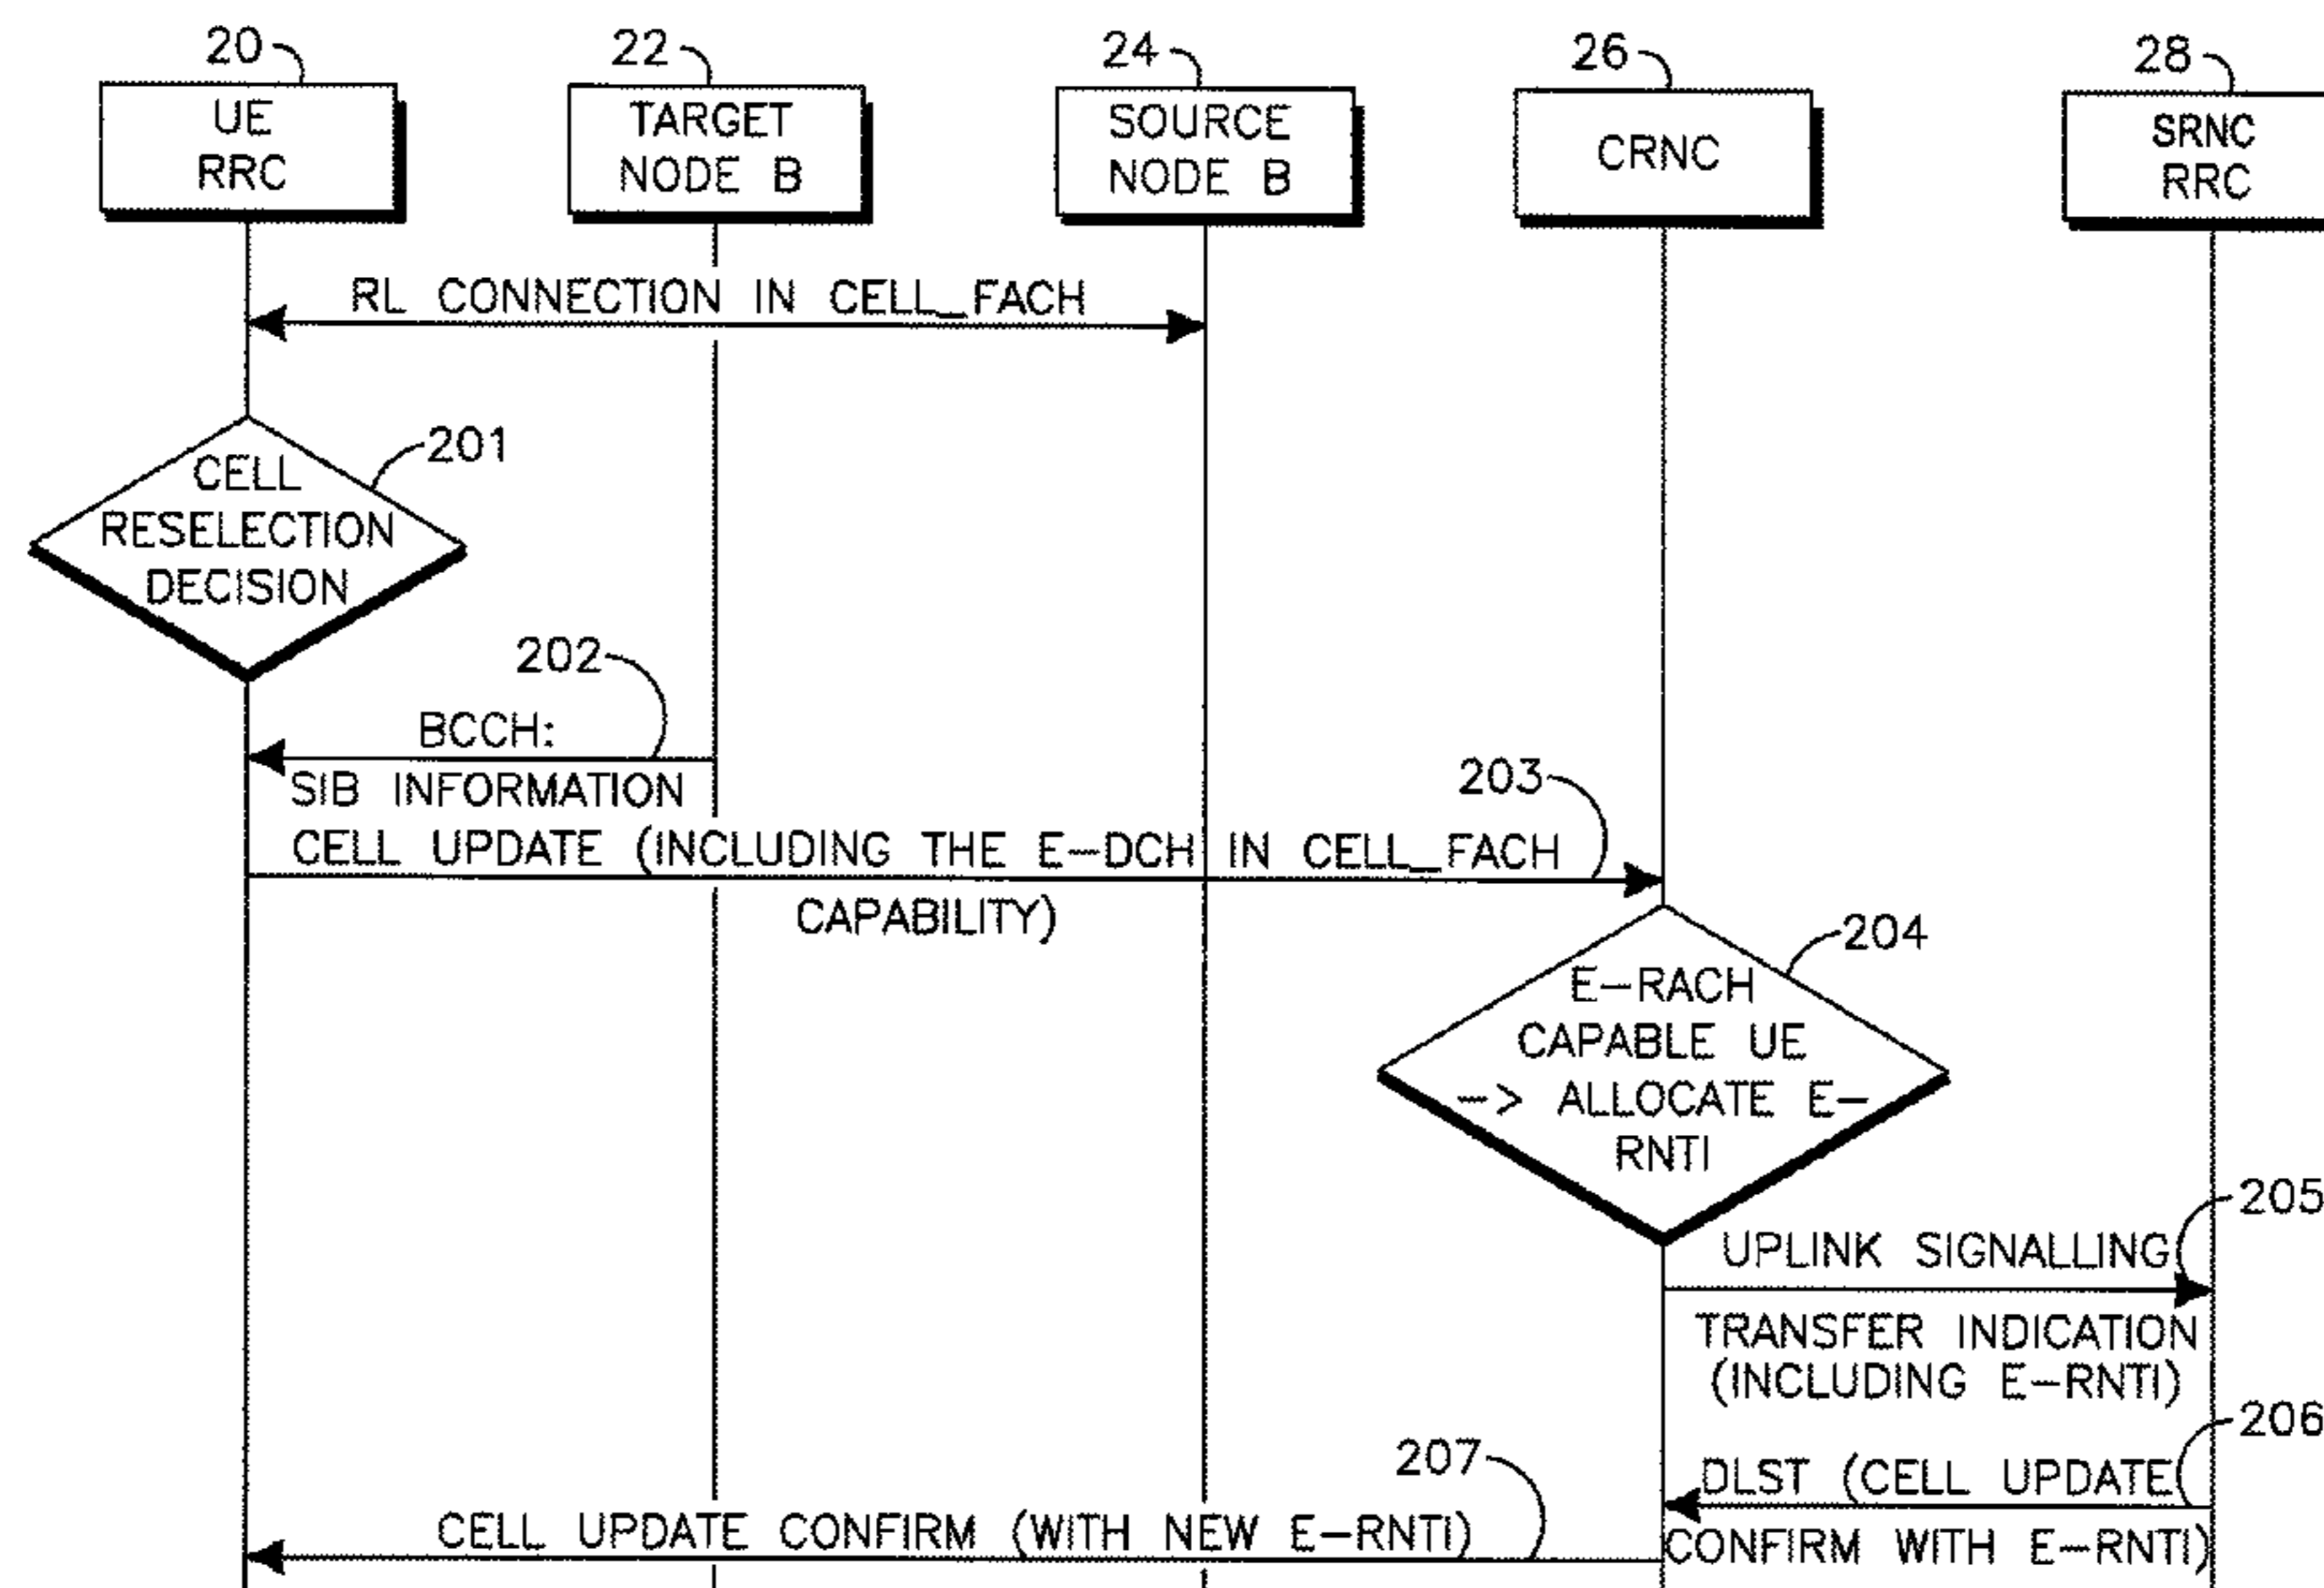 20
22
24
26
28
UE
RRC
TARGET
NODE B
SOURCE
NODE B
CRNC
SRNC
RRC
RL CONNECTION IN CELL_FACH
201
CELL
RESELECTION
DECISION
202
BCCH:
SIB INFORMATION
203
CELL UPDATE (INCLUDING THE E-DCH IN CELL_FACH
CAPABILITY)
204
E-RACH
CAPABLE UE
-> ALLOCATE E-
RNTI
205
UPLINK SIGNALLING
TRANSFER INDICATION
(INCLUDING E-RNTI)
206
DLST (CELL UPDATE
CONFIRM WITH E-RNTI)
207
CELL UPDATE CONFIRM (WITH NEW E-RNTI)